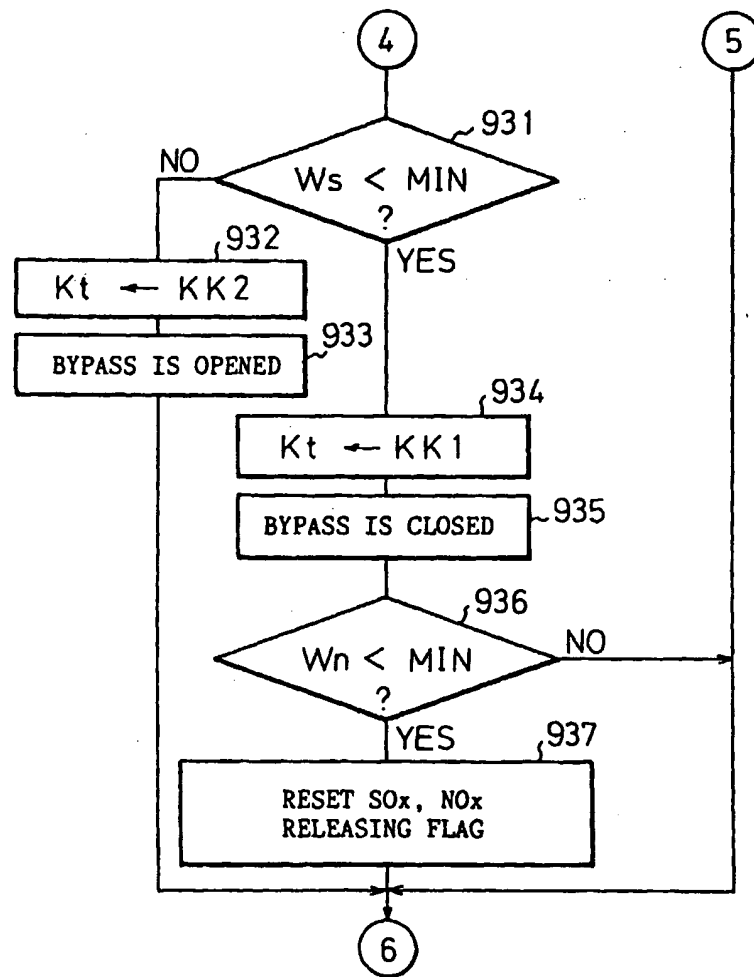 4
5
931
NO
Ws < MIN
?
YES
932
Kt ← KK2
933
BYPASS IS OPENED
934
Kt ← KK1
935
BYPASS IS CLOSED
936
Wn < MIN
?
NO
YES
937
RESET SOx, NOx
RELEASING FLAG
6